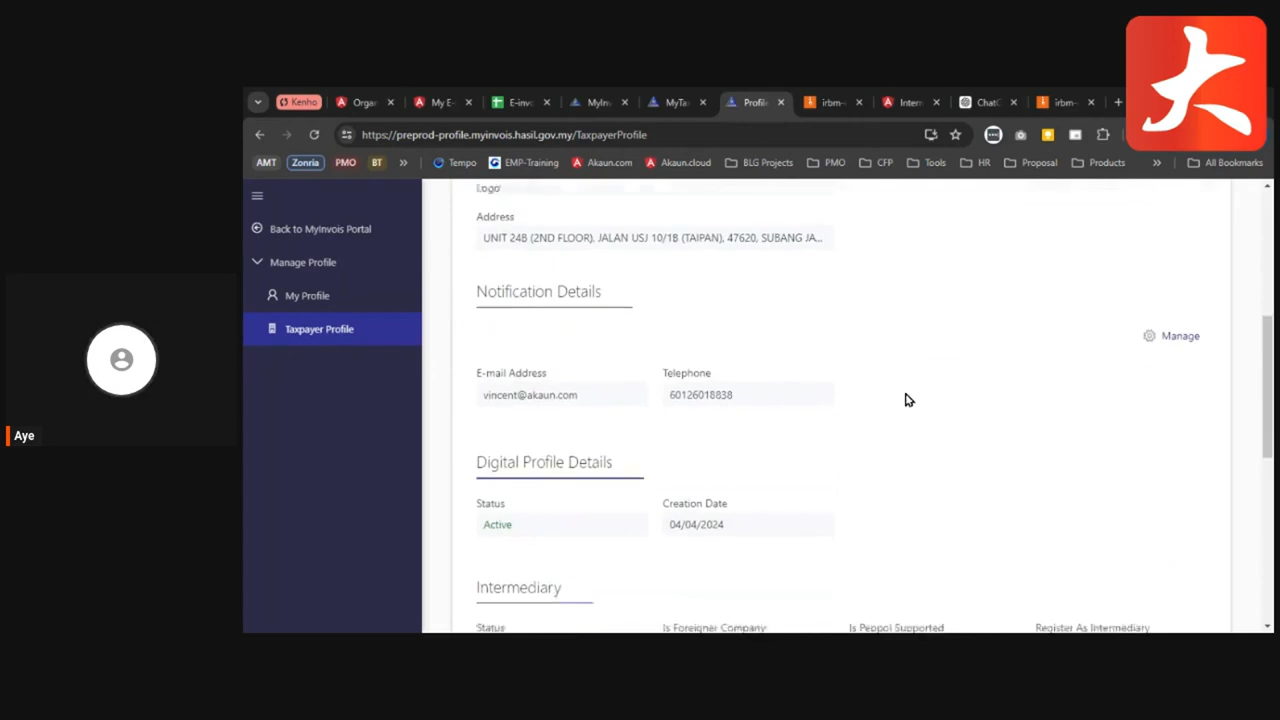 大
Kenho
Organ
My E-
E-invo
MyIn
MyTa
Profile
irbm-
Intern
ChatG
irbm-
https://preprod-profile.myinvois.hasil.gov.my/TaxpayerProfile
AMT
Zonria
PMO
BT
Tempo
EMP-Training
Akaun.com
Akaun.cloud
BLG Projects
PMO
CFP
Tools
HR
Proposal
Products
All Bookmarks
Back to MyInvois Portal
Manage Profile
My Profile
Taxpayer Profile
Logo
Address
UNIT 24B (2ND FLOOR), JALAN USJ 10/1B (TAIPAN), 47620, SUBANG JA...
Notification Details
Manage
E-mail Address
Telephone
vincent@akaun.com
60126018838
Digital Profile Details
Status
Creation Date
Active
04/04/2024
Intermediary
Status
Is Foreigner Company
Is Peppol Supported
Register As Intermediary
Aye